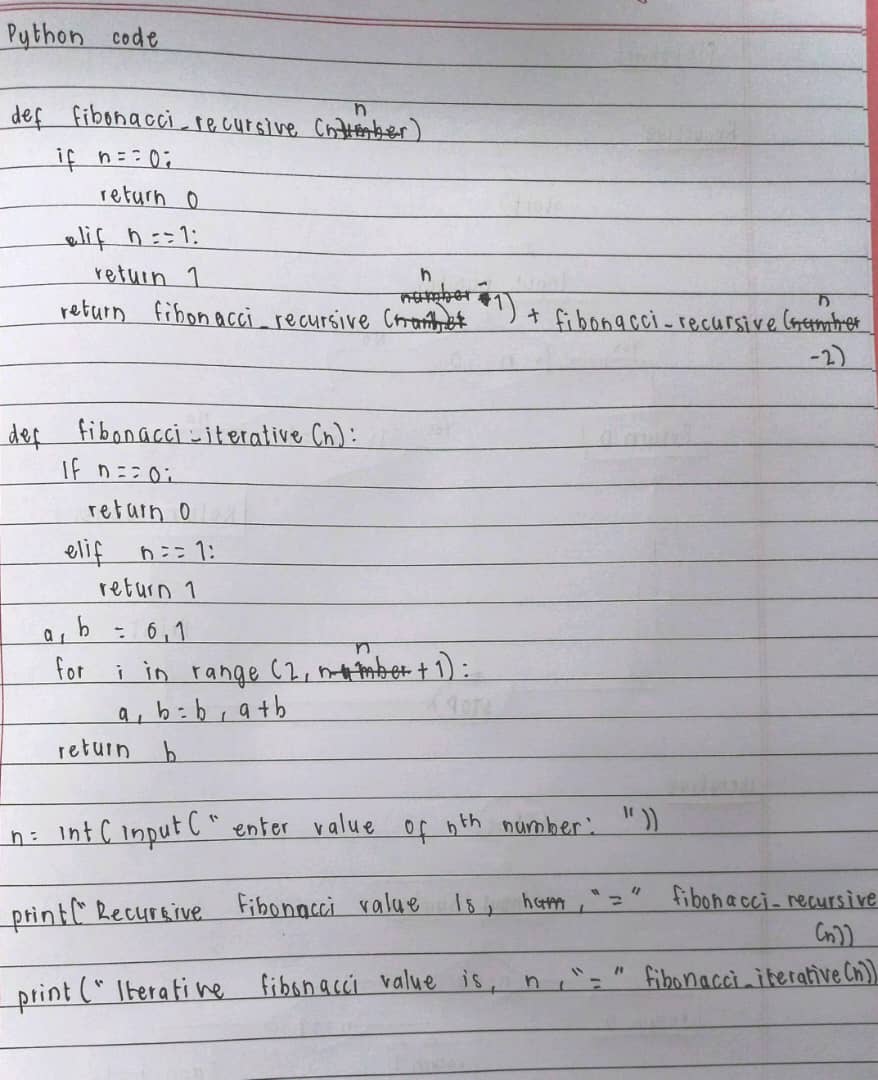 Python code
def fibonacci_recursive (n)
if n==0:
return 0
elif n==1:
return 1
return fibonacci_recursive (n-1) + fibonacci_recursive (n
-2)
def fibonacci_iterative (n):
If n==0:
return 0
elif n==1:
return 1
a, b = 0,1
for i in range (2, n+1):
a, b=b, a+b
return b
n= int( input (" enter value of nth number: "))
print(" Recursive Fibonacci value is, n̶u̶m̶, "=" fibonacci_recursive
(n))
print (" Iterative fibonacci value is, n, "=" fibonacci_iterative (n))